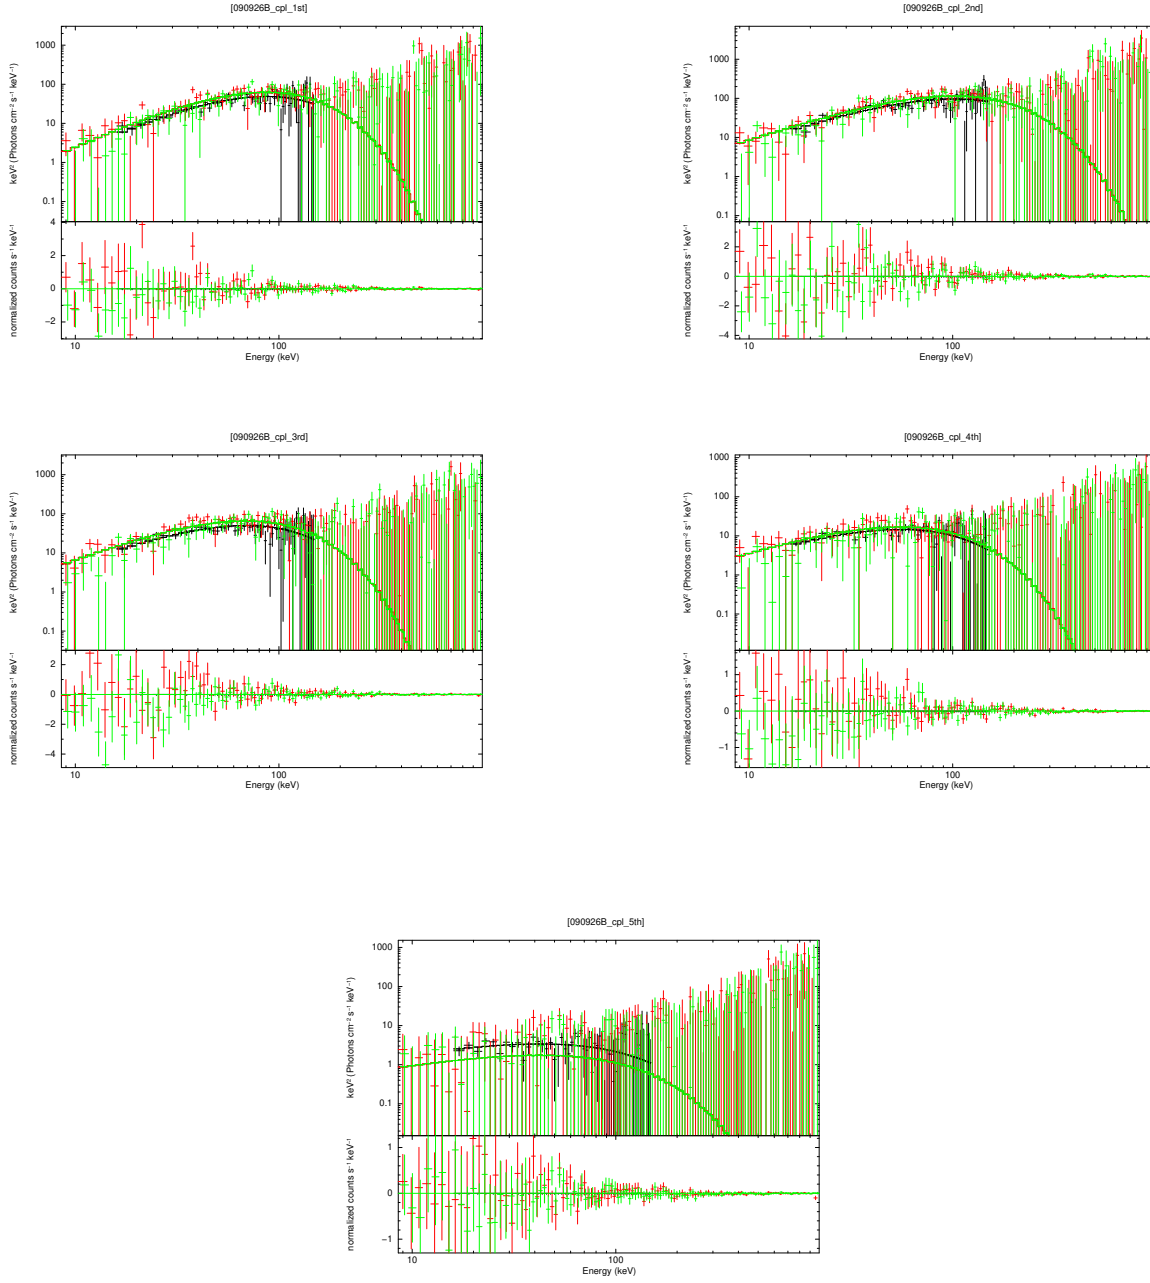 [090926B_cpl_1st]
keV² (Photons cm⁻² s⁻¹ keV⁻¹)
1000
100
10
1
0.1
normalized counts s⁻¹ keV⁻¹
4
2
0
−2
10
100
Energy (keV)
[090926B_cpl_2nd]
keV² (Photons cm⁻² s⁻¹ keV⁻¹)
1000
100
10
1
0.1
normalized counts s⁻¹ keV⁻¹
2
0
−2
−4
10
100
Energy (keV)
[090926B_cpl_3rd]
keV² (Photons cm⁻² s⁻¹ keV⁻¹)
1000
100
10
1
0.1
normalized counts s⁻¹ keV⁻¹
2
0
−2
−4
10
100
Energy (keV)
[090926B_cpl_4th]
keV² (Photons cm⁻² s⁻¹ keV⁻¹)
1000
100
10
1
0.1
normalized counts s⁻¹ keV⁻¹
1
0
−1
10
100
Energy (keV)
[090926B_cpl_5th]
keV² (Photons cm⁻² s⁻¹ keV⁻¹)
1000
100
10
1
0.1
normalized counts s⁻¹ keV⁻¹
1
0
−1
10
100
Energy (keV)